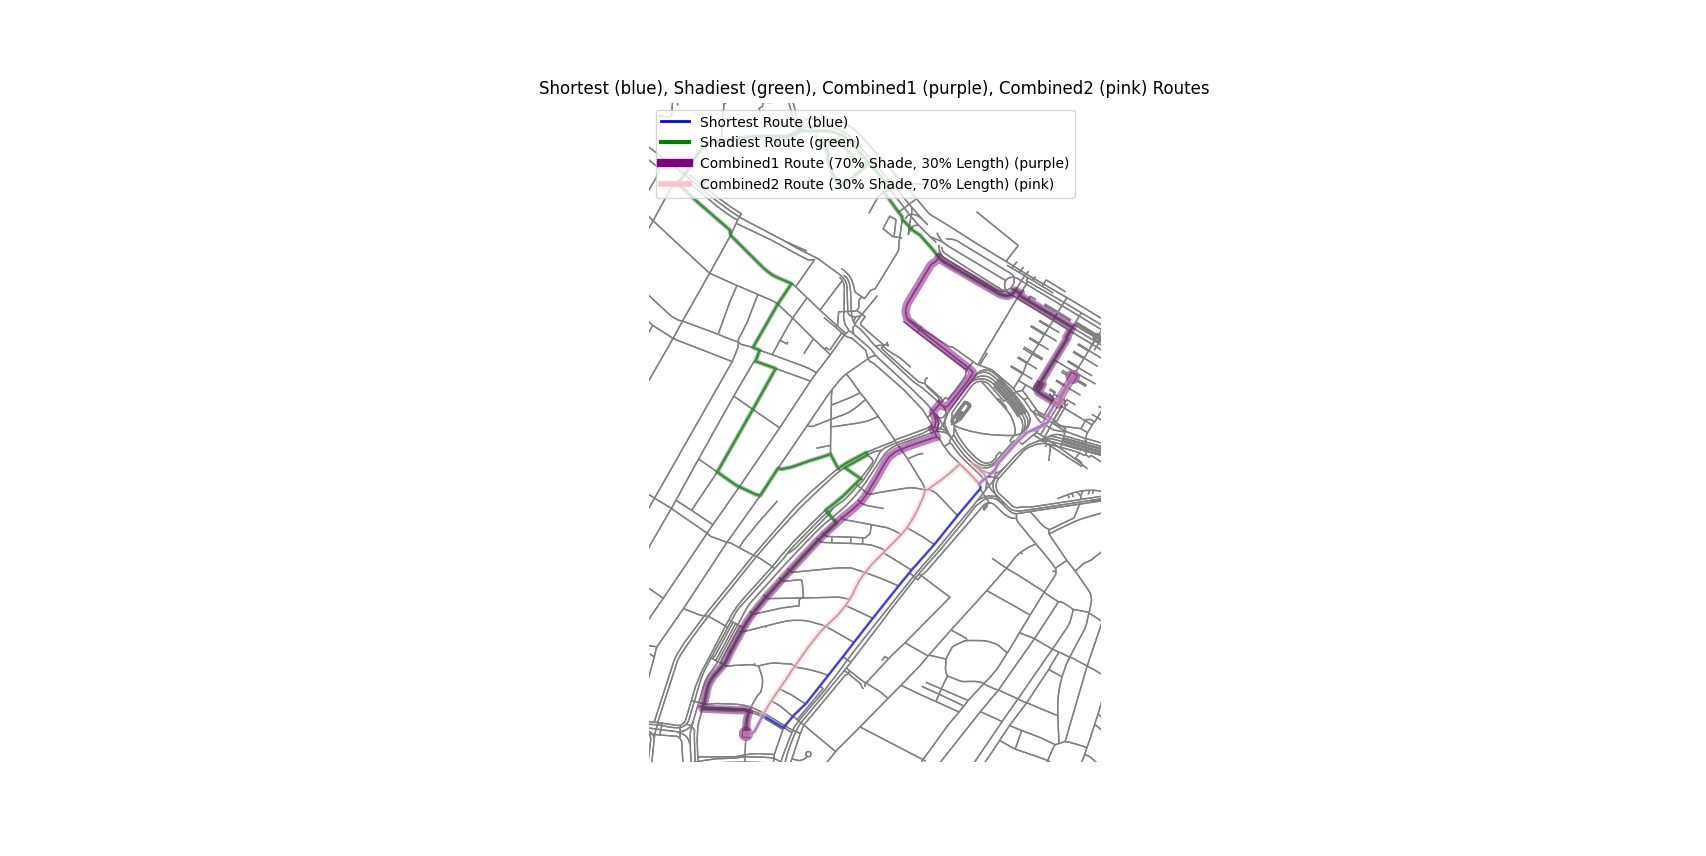 Shortest (blue), Shadiest (green), Combined1 (purple), Combined2 (pink) Routes
Shortest Route (blue)
Shadiest Route (green)
Combined1 Route (70% Shade, 30% Length) (purple)
Combined2 Route (30% Shade, 70% Length) (pink)